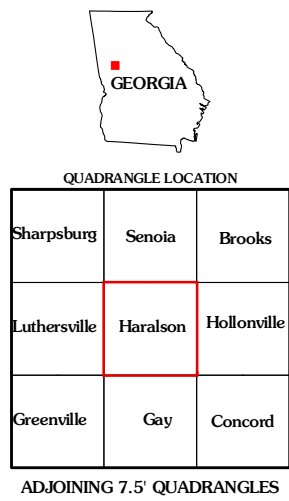 GEORGIA
QUADRANGLE LOCATION
Sharpsburg Senoia Brooks
Luthersville Haralson Hollonville
Greenville Gay Concord
ADJOINING 7.5' QUADRANGLES